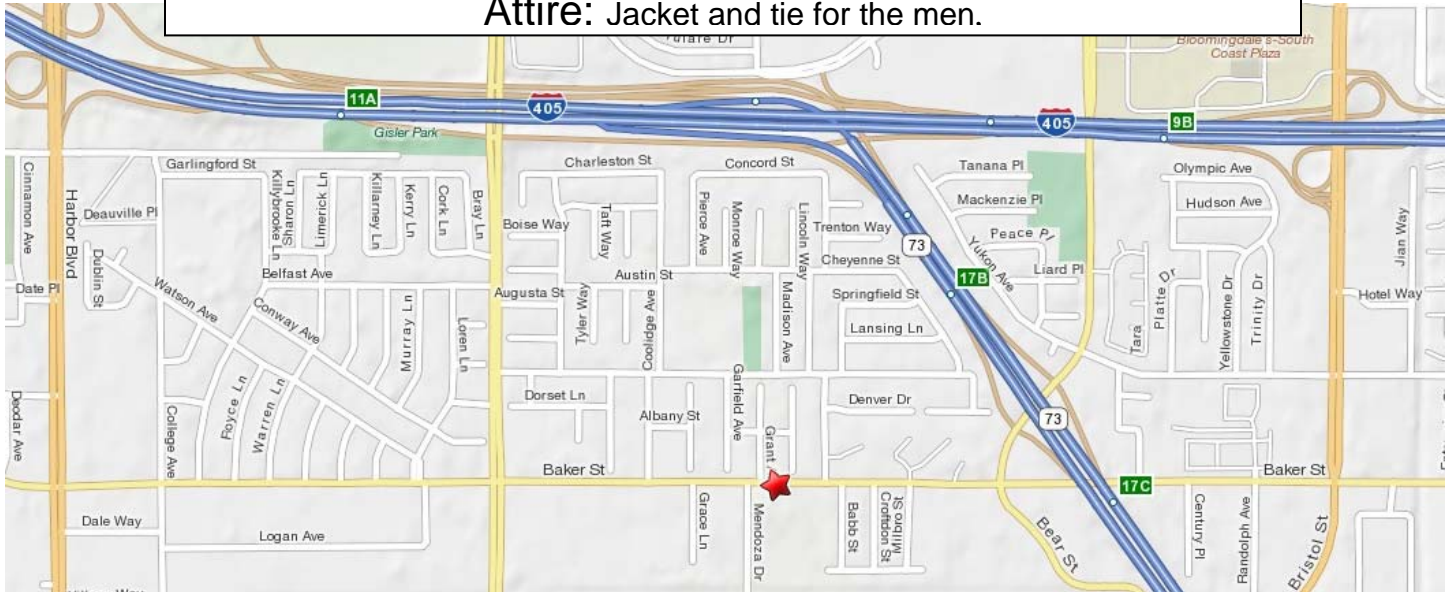 Attire: Jacket and tie for the men.
Tulare Dr
Bloomingdale's-South
Coast Plaza
11A
405
405
9B
Gisler Park
Garlingford St
Charleston St
Concord St
Tanana Pl
Olympic Ave
Cinnamon Ave
Harbor Blvd
Deauville Pl
Killybrooke Ln
Sharon Ln
Limerick Ln
Killarney Ln
Kerry Ln
Cork Ln
Bray Ln
Boise Way
Taft Way
Pierce Ave
Monroe Way
Lincoln Way
Trenton Way
73
Mackenzie Pl
Hudson Ave
Peace Pl
Yukon Ave
Jian Way
Dublin St
Belfast Ave
Austin St
Cheyenne St
17B
Liard Pl
Date Pl
Watson Ave
Conway Ave
Augusta St
Tyler Way
Coolidge Ave
Madison Ave
Springfield St
Platte Dr
Hotel Way
Murray Ln
Loren Ln
Lansing Ln
Tara
Yellowstone Dr
Trinity Dr
Deodar Ave
College Ave
Royce Ln
Warren Ln
Dorset Ln
Albany St
Garfield Ave
Grant
Denver Dr
73
Baker St
Baker St
17C
Dale Way
Logan Ave
Grace Ln
Mendoza Dr
Babb St
Croftdon St
Milbro St
Bear St
Century Pl
Randolph Ave
Bristol St